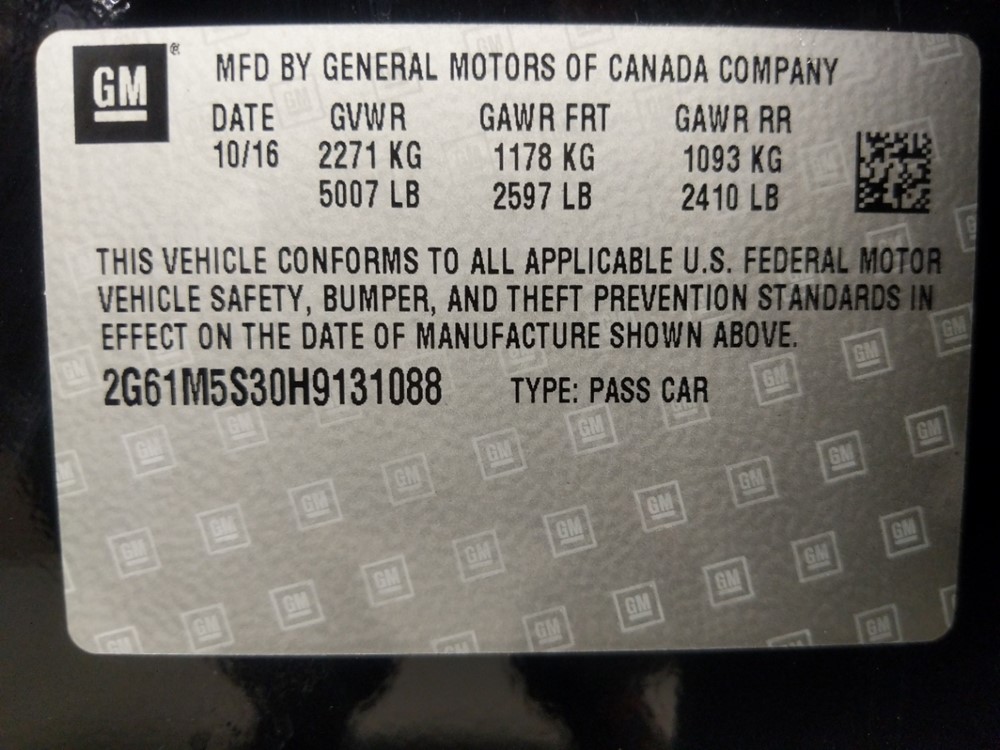 GM ® MFD BY GENERAL MOTORS OF CANADA COMPANY
DATE GVWR GAWR FRT GAWR RR
10/16 2271 KG 1178 KG 1093 KG
5007 LB 2597 LB 2410 LB
THIS VEHICLE CONFORMS TO ALL APPLICABLE U.S. FEDERAL MOTOR
VEHICLE SAFETY, BUMPER, AND THEFT PREVENTION STANDARDS IN
EFFECT ON THE DATE OF MANUFACTURE SHOWN ABOVE.
2G61M5S30H9131088 TYPE: PASS CAR